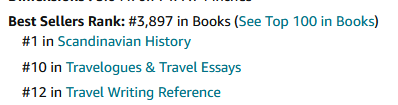 Best Sellers Rank: #3,897 in Books (See Top 100 in Books)
#1 in Scandinavian History
#10 in Travelogues & Travel Essays
#12 in Travel Writing Reference